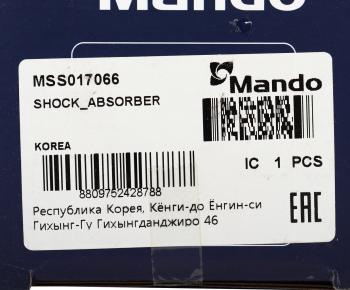 Mando
MSS017066
Mando
SHOCK_ABSORBER
KOREA
IC 1 PCS
8809752428788
Республика Корея, Кёнги-до Ёнгин-си
Гихынг-Гу Гихынгданджиро 46
EAC